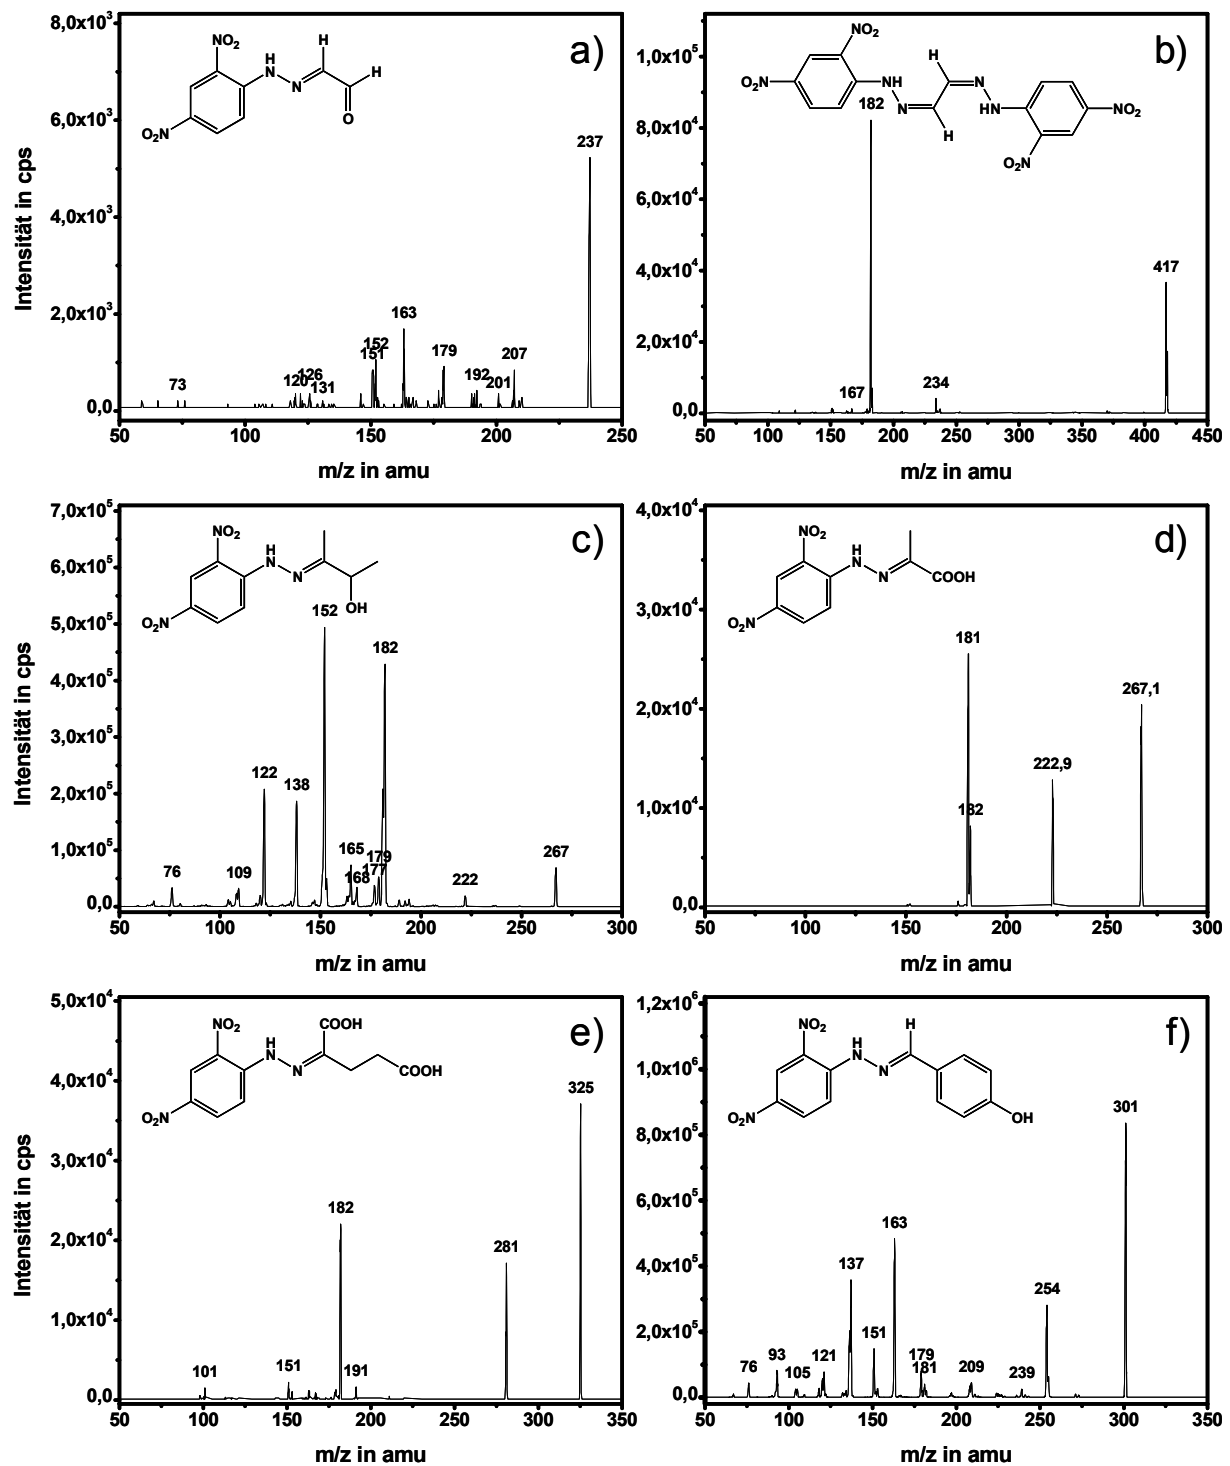 a)
8,0x10³
6,0x10³
4,0x10³
2,0x10³
0,0
Intensität in cps
NO₂
H
N
N
H
H
O
O₂N
73
120
126
131
151
152
163
179
192
201
207
237
50 100 150 200 250
m/z in amu
b)
1,0x10⁵
8,0x10⁴
6,0x10⁴
4,0x10⁴
2,0x10⁴
0,0
NO₂
O₂N
NH
N
H
H
N
HN
NO₂
O₂N
182
167
234
417
50 100 150 200 250 300 350 400 450
m/z in amu
c)
7,0x10⁵
6,0x10⁵
5,0x10⁵
4,0x10⁵
3,0x10⁵
2,0x10⁵
1,0x10⁵
0,0
Intensität in cps
NO₂
H
N
N
OH
O₂N
76
109
122
138
152
165
168
177
179
182
222
267
50 100 150 200 250 300
m/z in amu
d)
4,0x10⁴
3,0x10⁴
2,0x10⁴
1,0x10⁴
0,0
NO₂
H
N
N
COOH
O₂N
181
182
222,9
267,1
50 100 150 200 250 300
m/z in amu
e)
5,0x10⁴
4,0x10⁴
3,0x10⁴
2,0x10⁴
1,0x10⁴
0,0
Intensität in cps
NO₂
COOH
H
N
N
COOH
O₂N
101
151
182
191
281
325
50 100 150 200 250 300 350
m/z in amu
f)
1,2x10⁶
1,0x10⁶
8,0x10⁵
6,0x10⁵
4,0x10⁵
2,0x10⁵
0,0
NO₂
H
N
N
H
OH
O₂N
76
93
105
121
137
151
163
179
181
209
239
254
301
50 100 150 200 250 300 350
m/z in amu